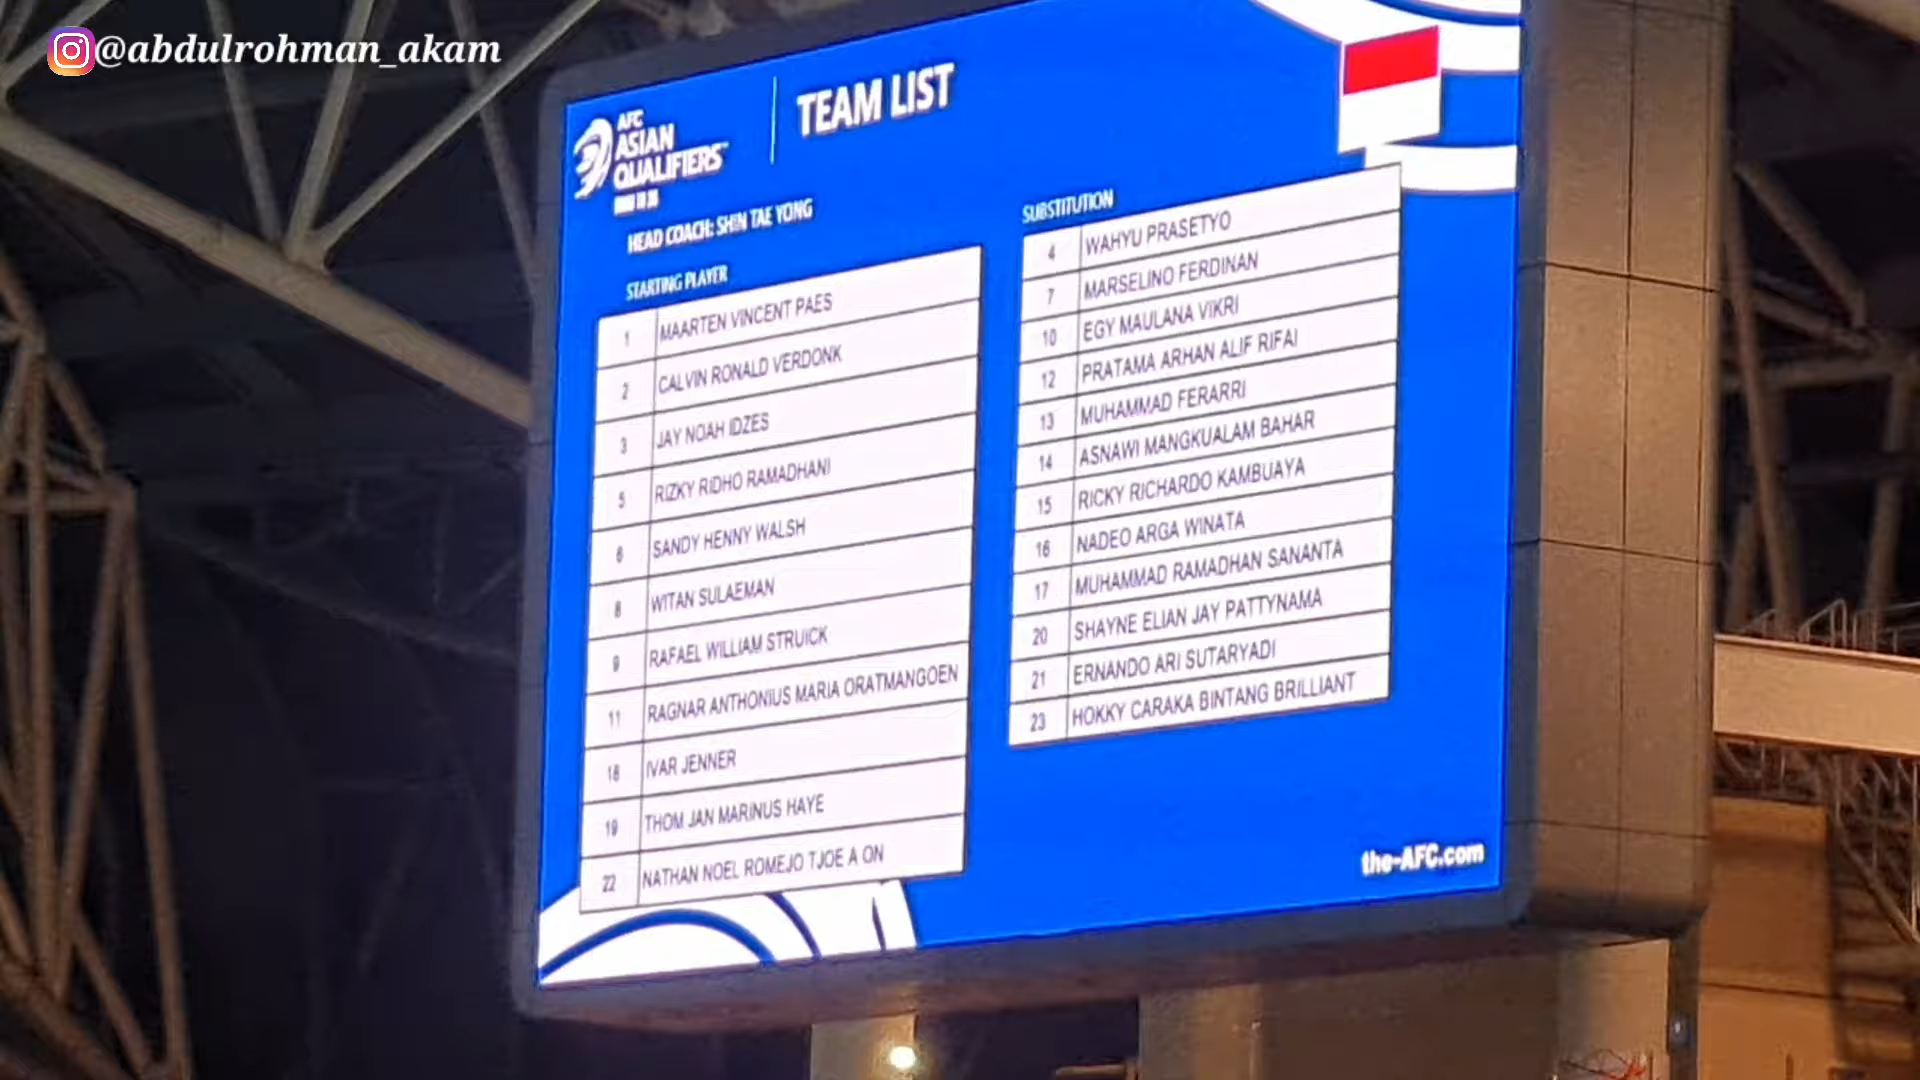 @abdulrohman_akam
AFC
ASIAN
QUALIFIERS
TEAM LIST
HEAD COACH: SHIN TAE YONG
STARTING PLAYER
1 MAARTEN VINCENT PAES
2 CALVIN RONALD VERDONK
3 JAY NOAH IDZES
5 RIZKY RIDHO RAMADHANI
6 SANDY HENNY WALSH
8 WITAN SULAEMAN
9 RAFAEL WILLIAM STRUICK
11 RAGNAR ANTHONIUS MARIA ORATMANGOEN
18 IVAR JENNER
19 THOM JAN MARINUS HAYE
22 NATHAN NOEL ROMEJO TJOE A ON
SUBSTITUTION
4 WAHYU PRASETYO
7 MARSELINO FERDINAN
10 EGY MAULANA VIKRI
12 PRATAMA ARHAN ALIF RIFAI
13 MUHAMMAD FERARRI
14 ASNAWI MANGKUALAM BAHAR
15 RICKY RICHARDO KAMBUAYA
16 NADEO ARGA WINATA
17 MUHAMMAD RAMADHAN SANANTA
20 SHAYNE ELIAN JAY PATTYNAMA
21 ERNANDO ARI SUTARYADI
23 HOKKY CARAKA BINTANG BRILLIANT
the-AFC.com